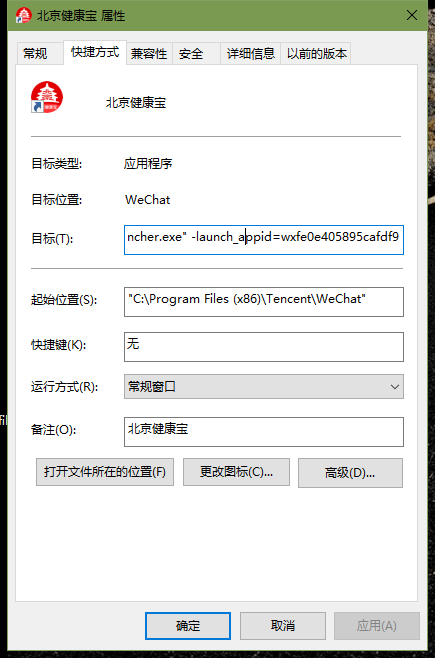 北京健康宝 属性
常规 快捷方式 兼容性 安全 详细信息 以前的版本
北京健康宝
目标类型: 应用程序
目标位置: WeChat
目标(T): ncher.exe" -launch_appid=wxfe0e405895cafdf9
起始位置(S): "C:\Program Files (x86)\Tencent\WeChat"
快捷键(K): 无
运行方式(R): 常规窗口
备注(O): 北京健康宝
打开文件所在的位置(F) 更改图标(C)... 高级(D)...
确定 取消 应用(A)